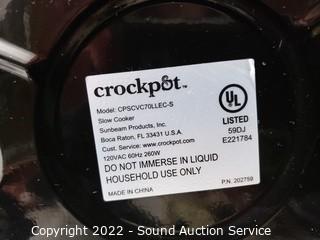 crockpot
Model: CPSCVC70LLEC-S
Slow Cooker
Sunbeam Products, Inc.
Boca Raton, FL 33431 U.S.A.
Cust. Service: www.crockpot.com
120VAC 60Hz 260W
DO NOT IMMERSE IN LIQUID
HOUSEHOLD USE ONLY
MADE IN CHINA
UL
LISTED
59DJ
E221784
P.N. 202759
Copyright 2022 - Sound Auction Service